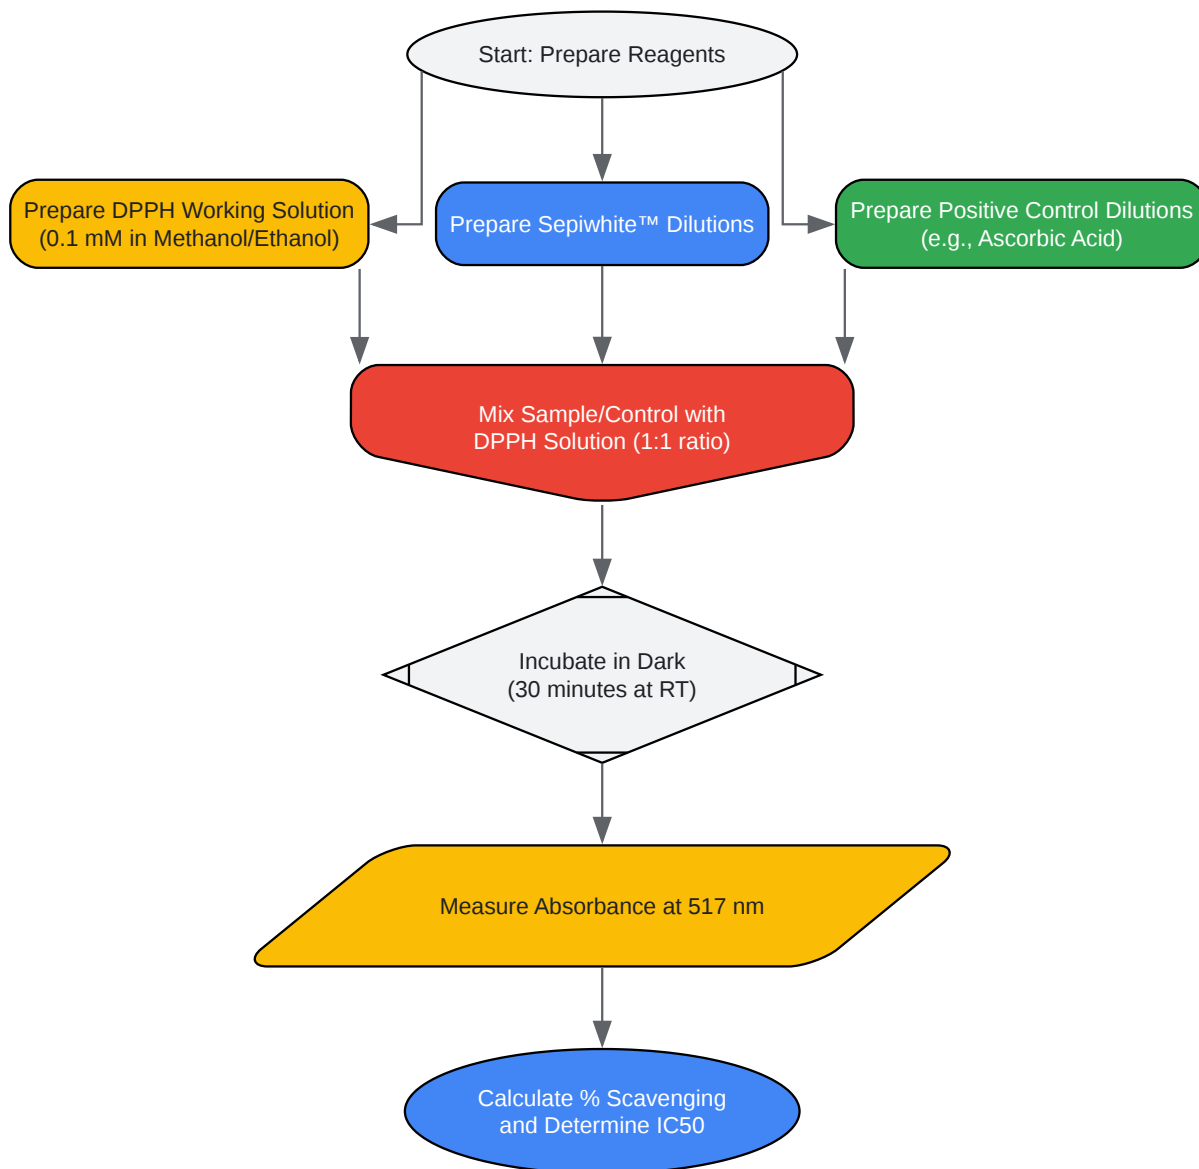 Start: Prepare Reagents
Prepare DPPH Working Solution
(0.1 mM in Methanol/Ethanol)
Prepare Sepiwhite™ Dilutions
Prepare Positive Control Dilutions
(e.g., Ascorbic Acid)
Mix Sample/Control with
DPPH Solution (1:1 ratio)
Incubate in Dark
(30 minutes at RT)
Measure Absorbance at 517 nm
Calculate % Scavenging
and Determine IC50